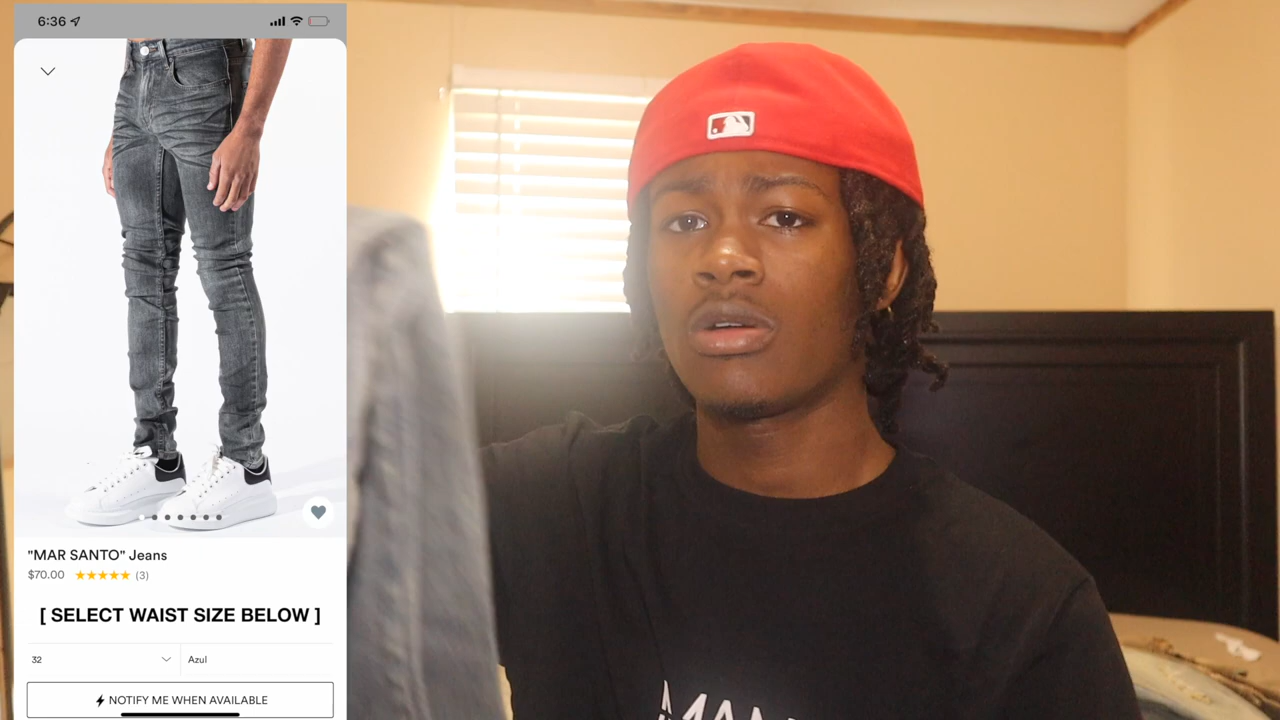 6:36
"MAR SANTO" Jeans
$70.00 ★★★★★ (3)
[ SELECT WAIST SIZE BELOW ]
32 Azul
NOTIFY ME WHEN AVAILABLE